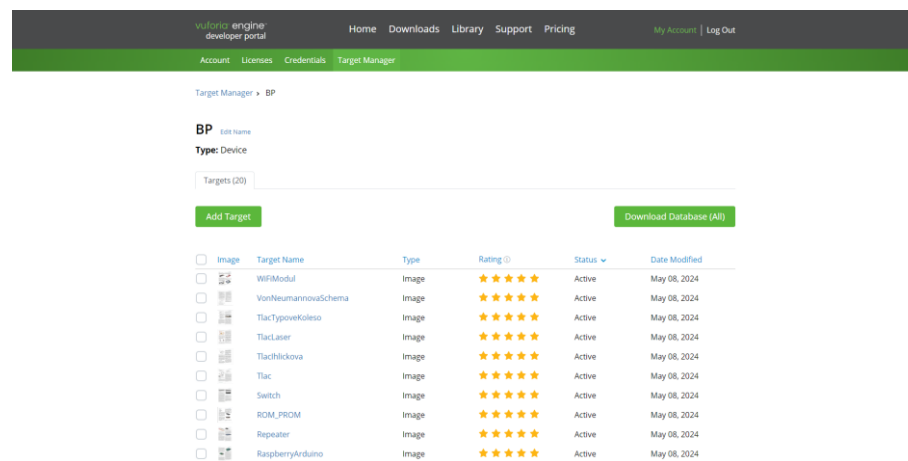 vuforia engine
developer portal
Home Downloads Library Support Pricing
My Account | Log Out
Account Licenses Credentials Target Manager
Target Manager > BP
BP Edit Name
Type: Device
Targets (20)
Add Target
Download Database (All)
Image Target Name Type Rating Status Date Modified
WIFiModul Image Active May 08, 2024
VonNeumannovaSchema Image Active May 08, 2024
TlacTypoveKoleso Image Active May 08, 2024
TlacLaser Image Active May 08, 2024
TlacIhlickova Image Active May 08, 2024
Tlac Image Active May 08, 2024
Switch Image Active May 08, 2024
ROM_PROM Image Active May 08, 2024
Repeater Image Active May 08, 2024
RaspberryArduino Image Active May 08, 2024